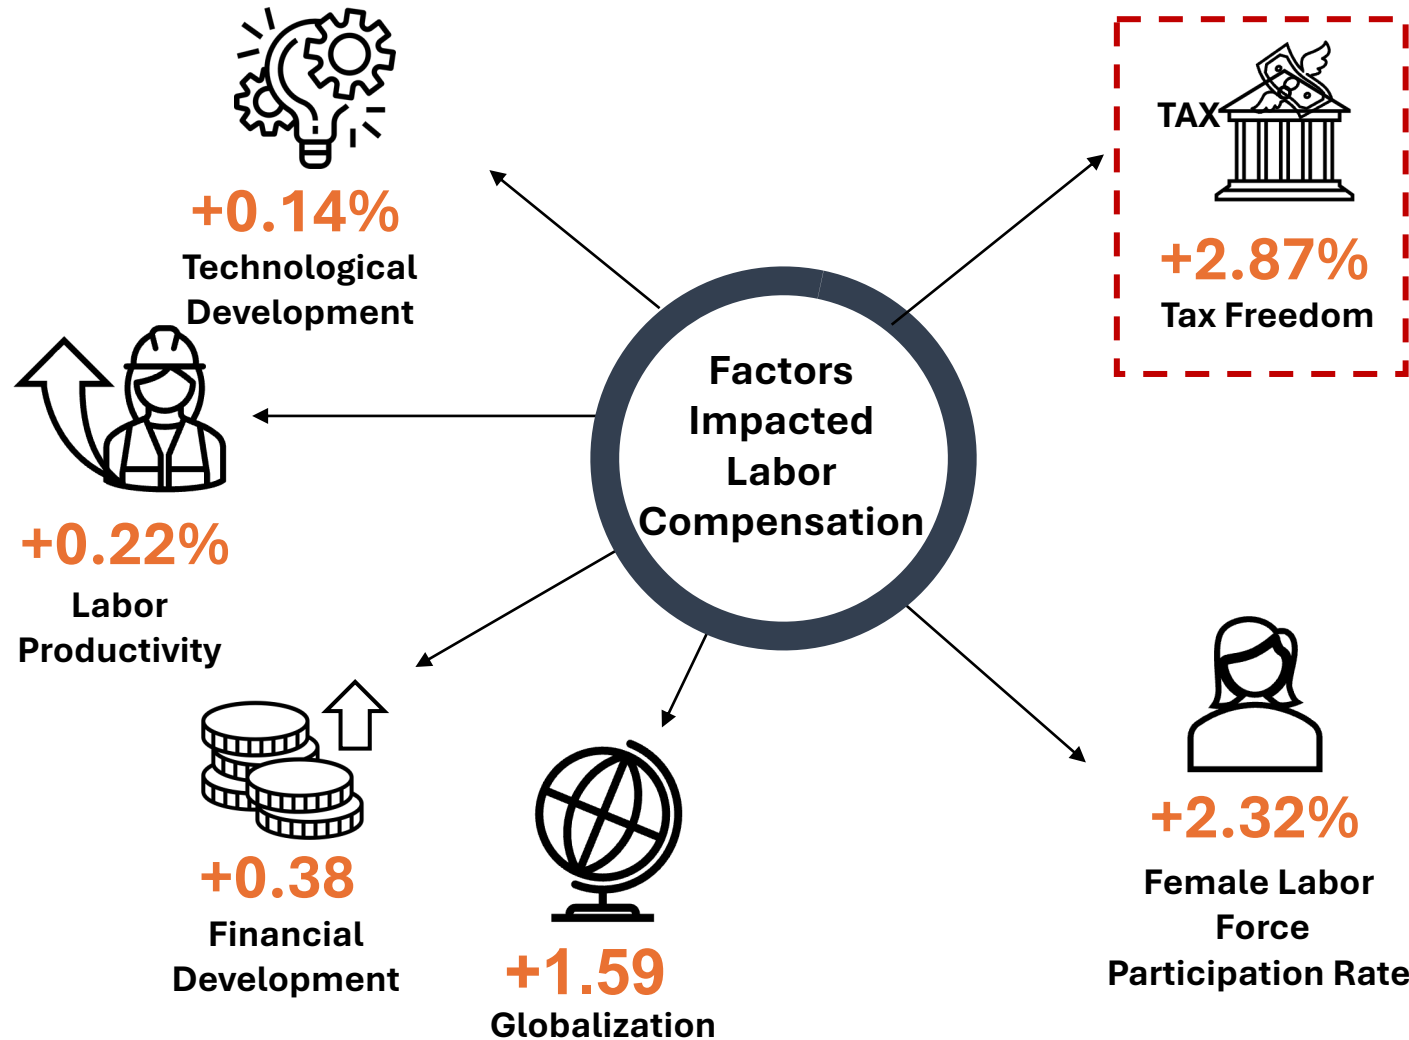 Factors
Impacted
Labor
Compensation
+0.14%
Technological
Development
TAX
+2.87%
Tax Freedom
+0.22%
Labor
Productivity
+0.38
Financial
Development
+1.59
Globalization
+2.32%
Female Labor
Force
Participation Rate